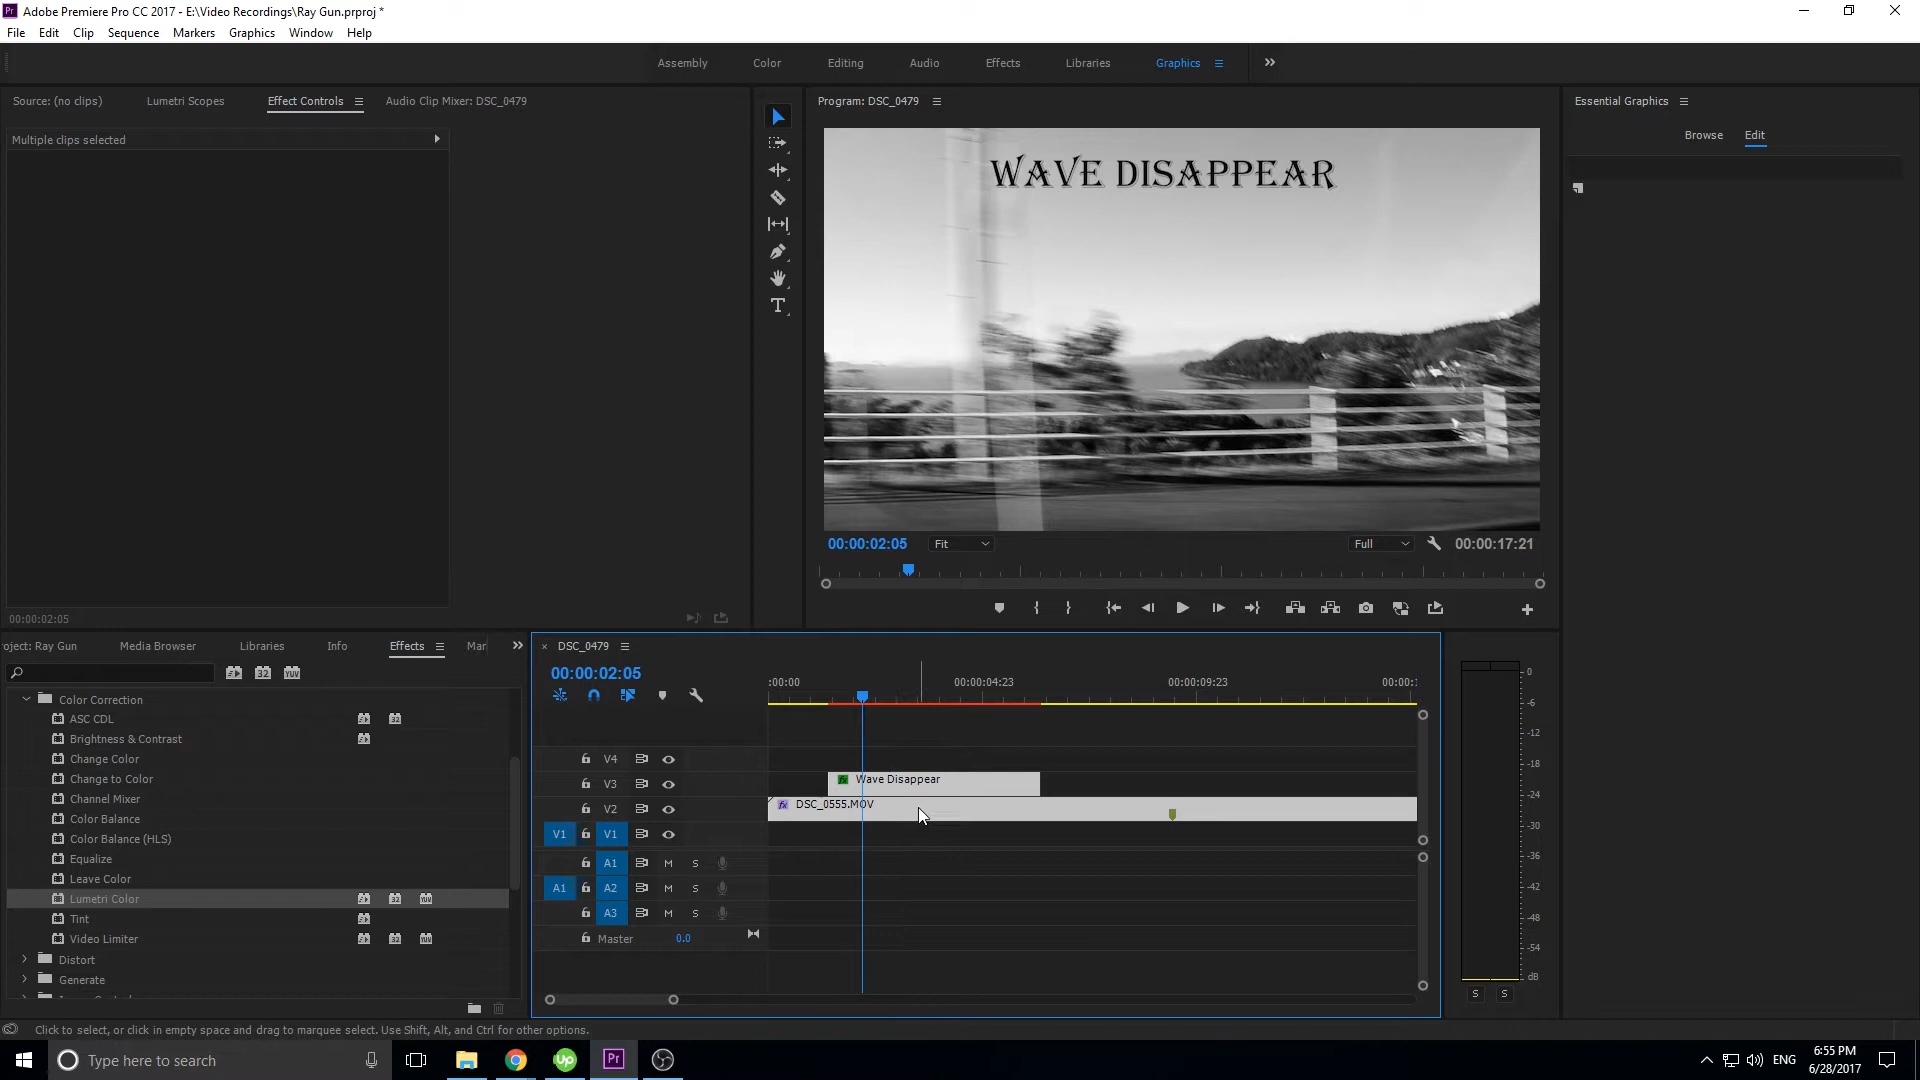 Adobe Premiere Pro CC 2017 - E:\Video Recordings\Ray Gun.prproj *
File Edit Clip Sequence Markers Graphics Window Help
Assembly Color Editing Audio Effects Libraries Graphics
Source: (no clips) Lumetri Scopes Effect Controls Audio Clip Mixer: DSC_0479
Program: DSC_0479
Essential Graphics
Browse Edit
Multiple clips selected
WAVE DISAPPEAR
00:00:02:05 Fit Full 00:00:17:21
00:00:02:05
roject: Ray Gun Media Browser Libraries Info Effects Mar
DSC_0479
00:00:02:05
:00:00 00:00:04:23 00:00:09:23 00:00:1
Color Correction
ASC CDL
Brightness & Contrast
Change Color
Change to Color
Channel Mixer
Color Balance
Color Balance (HLS)
Equalize
Leave Color
Lumetri Color
Tint
Video Limiter
Distort
Generate
V4
V3 Wave Disappear
V2 DSC_0555.MOV
V1 V1
A1 M S
A1 A2 M S
A3 M S
Master 0.0
0
-6
-12
-18
-24
-30
-36
-42
-48
-54
dB
S S
Click to select, or click in empty space and drag to marquee select. Use Shift, Alt, and Ctrl for other options.
Type here to search
ENG
6:55 PM
6/28/2017